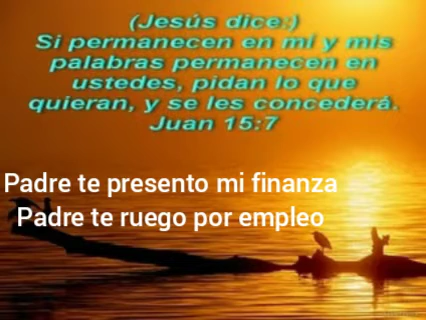 (Jesús dice:)
Si permanecen en mí y mis
palabras permanecen en
ustedes, pidan lo que
quieran, y se les concederá.
Juan 15:7
Padre te presento mi finanza
Padre te ruego por empleo